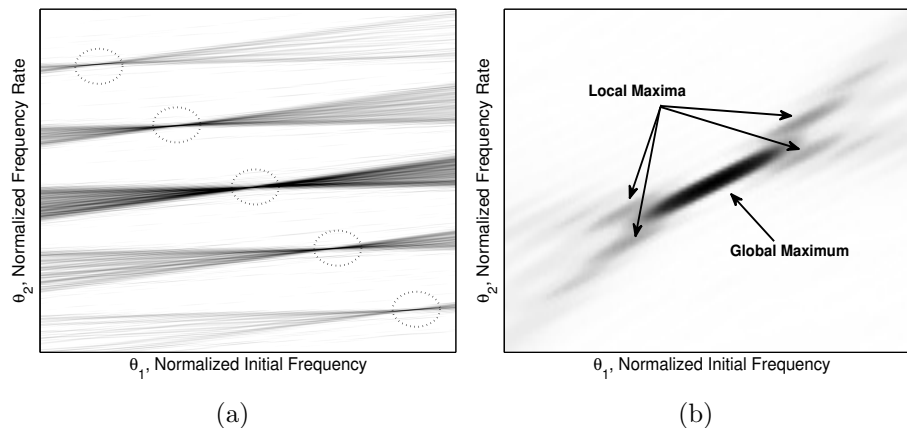 θ2, Normalized Frequency Rate
θ1, Normalized Initial Frequency
(a)
θ2, Normalized Frequency Rate
Local Maxima
Global Maximum
θ1, Normalized Initial Frequency
(b)